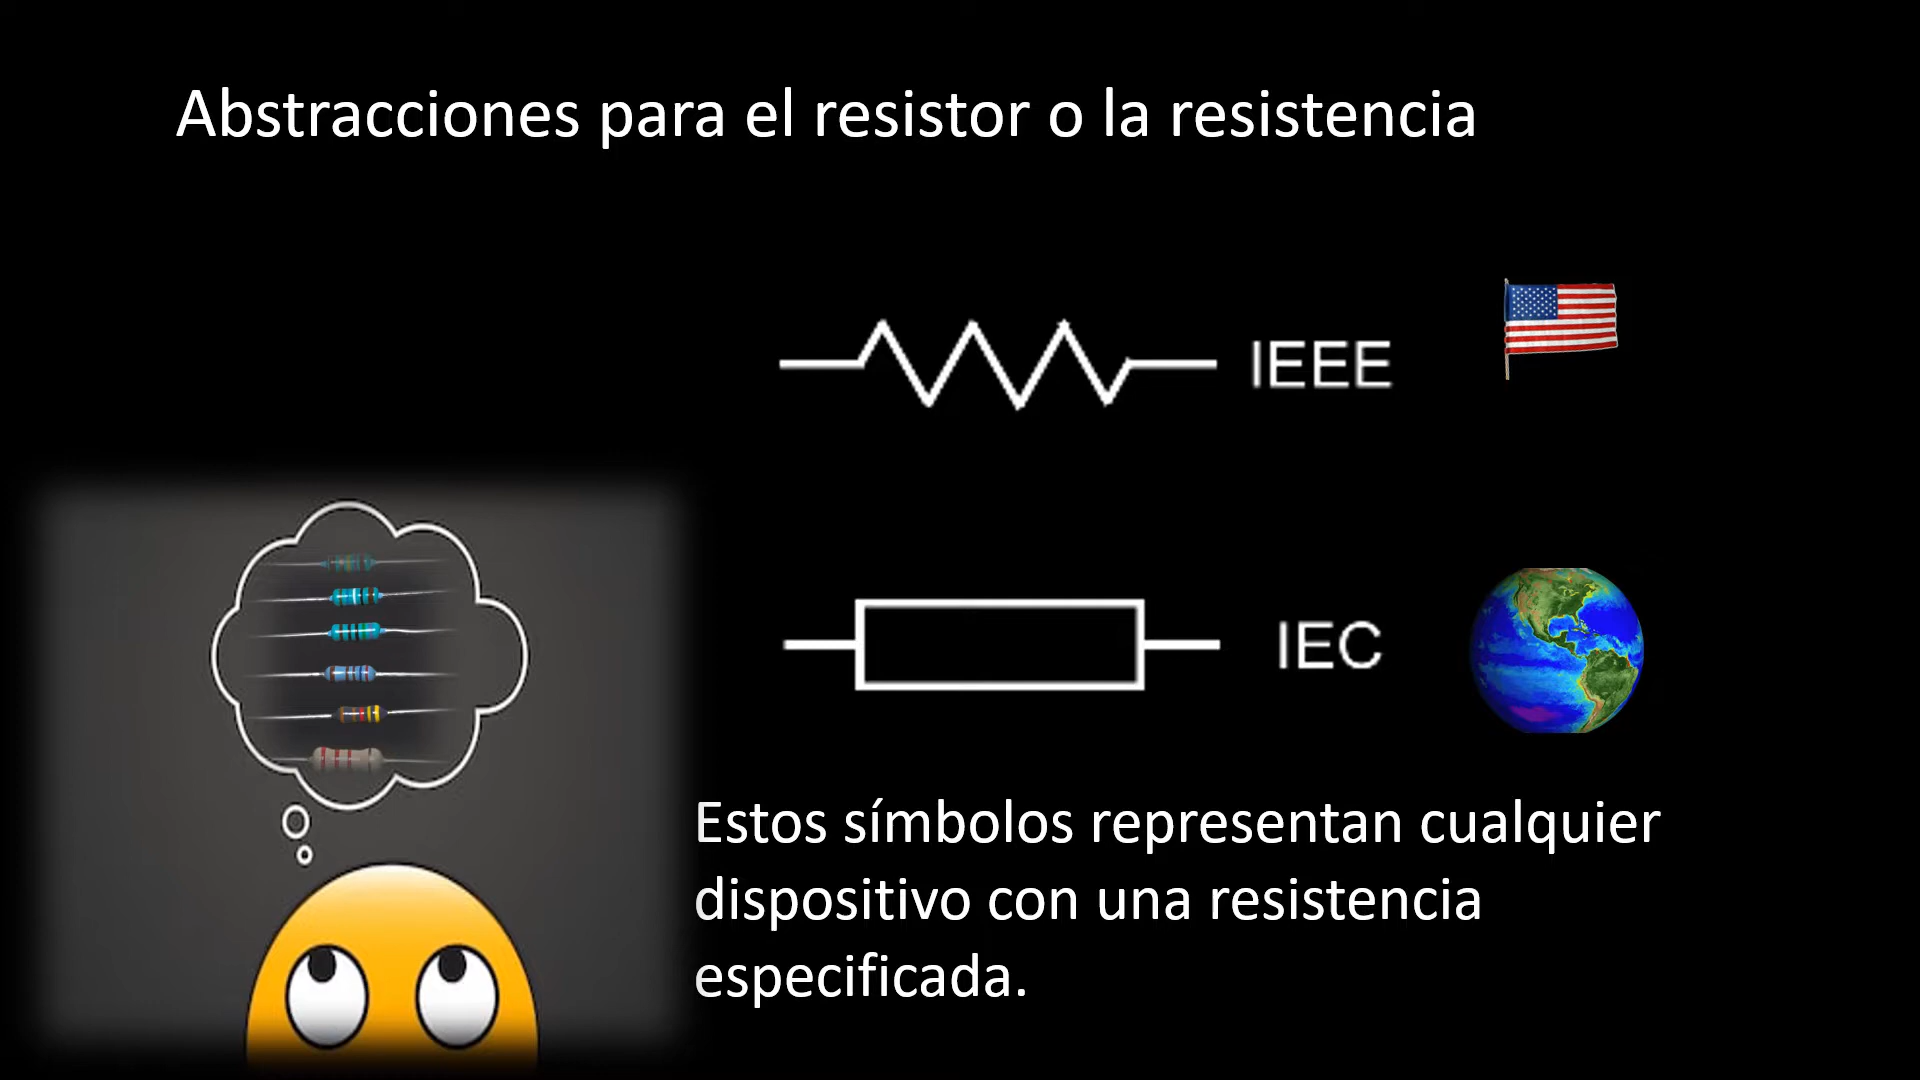 Abstracciones para el resistor o la resistencia
IEEE
IEC
Estos símbolos representan cualquier
dispositivo con una resistencia
especificada.